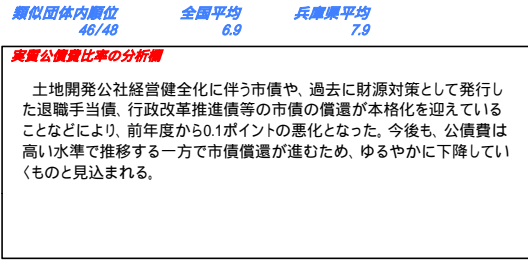 類似団体内順位 全国平均 兵庫県平均
46/48 6.9 7.9
実質公債費比率の分析欄
土地開発公社経営健全化に伴う市債や、過去に財源対策として発行し
た退職手当債、行政改革推進債等の市債の償還が本格化を迎えている
ことなどにより、前年度から0.1ポイントの悪化となった。今後も、公債費は
高い水準で推移する一方で市債償還が進むため、ゆるやかに下降してい
くものと見込まれる。